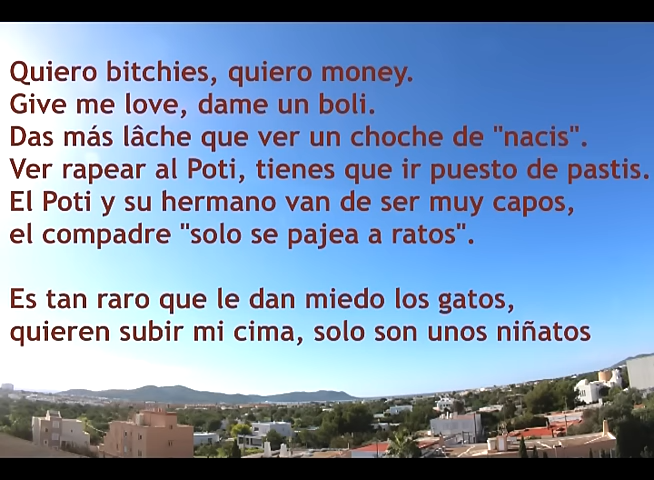 Quiero bitchies, quiero money.
Give me love, dame un boli.
Das más lâche que ver un choche de "nacis".
Ver rapear al Poti, tienes que ir puesto de pastis.
El Poti y su hermano van de ser muy capos,
el compadre "solo se pajea a ratos".
Es tan raro que le dan miedo los gatos,
quieren subir mi cima, solo son unos niñatos